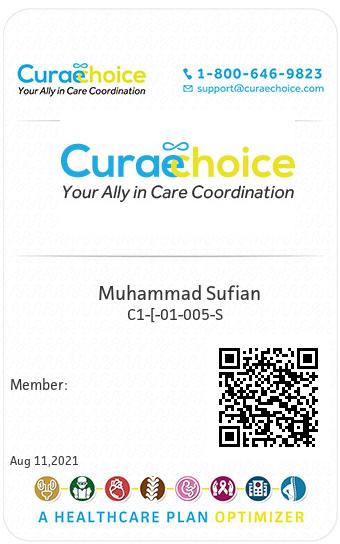 Curaechoice
Your Ally in Care Coordination
1-800-646-9823
support@curaechoice.com
Curaechoice
Your Ally in Care Coordination
Muhammad Sufian
C1-[-01-005-S
Member:
Aug 11,2021
A HEALTHCARE PLAN OPTIMIZER